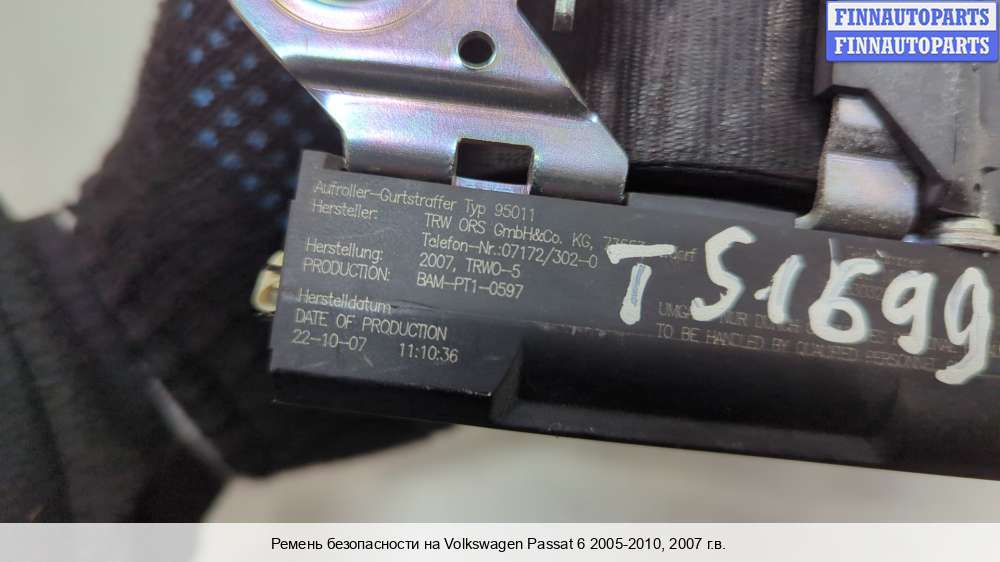 FINNAUTOPARTS
FINNAUTOPARTS
Aufroller-Gurtstraffer Typ 95011
Hersteller: TRW ORS GmbH&Co. KG,
Telefon-Nr.:07172/302-0
Herstellung: 2007, TRWO-5
PRODUCTION: BAM-PT1-0597
Herstelldatum
DATE OF PRODUCTION
22-10-07 11:10:36
TS1699
TO BE HANDLED BY QUALIFIED PERSONNEL
Ремень безопасности на Volkswagen Passat 6 2005-2010, 2007 г.в.